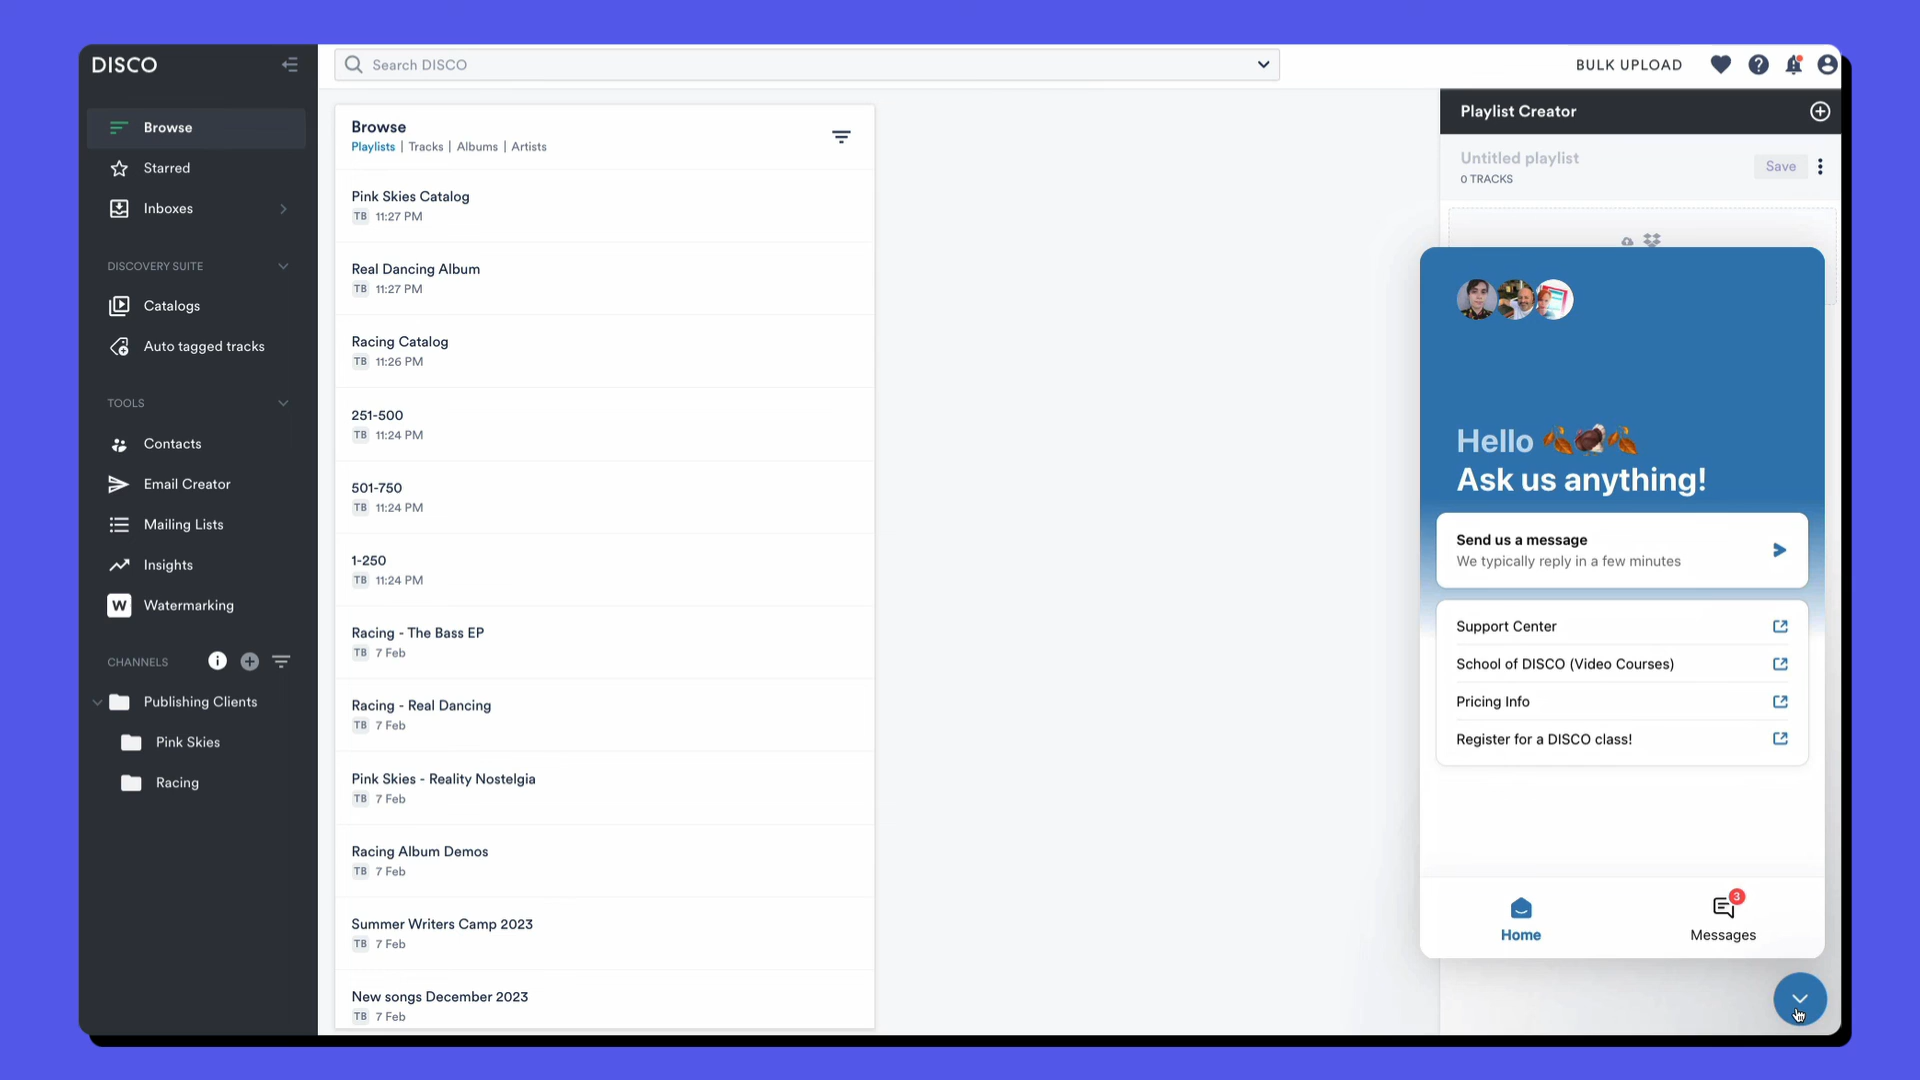 DISCO
Browse
Starred
Inboxes
DISCOVERY SUITE
Catalogs
Auto tagged tracks
TOOLS
Contacts
Email Creator
Mailing Lists
Insights
W
Watermarking
CHANNELS
Publishing Clients
Pink Skies
Racing
Search DISCO
BULK UPLOAD
Browse
Playlists | Tracks | Albums | Artists
Pink Skies Catalog
TB 11:27 PM
Real Dancing Album
TB 11:27 PM
Racing Catalog
TB 11:26 PM
251-500
TB 11:24 PM
501-750
TB 11:24 PM
1-250
TB 11:24 PM
Racing - The Bass EP
TB 7 Feb
Racing - Real Dancing
TB 7 Feb
Pink Skies - Reality Nostelgia
TB 7 Feb
Racing Album Demos
TB 7 Feb
Summer Writers Camp 2023
TB 7 Feb
New songs December 2023
TB 7 Feb
Playlist Creator
Untitled playlist
0 TRACKS
Save
Hello
Ask us anything!
Send us a message
We typically reply in a few minutes
Support Center
School of DISCO (Video Courses)
Pricing Info
Register for a DISCO class!
Home
3
Messages